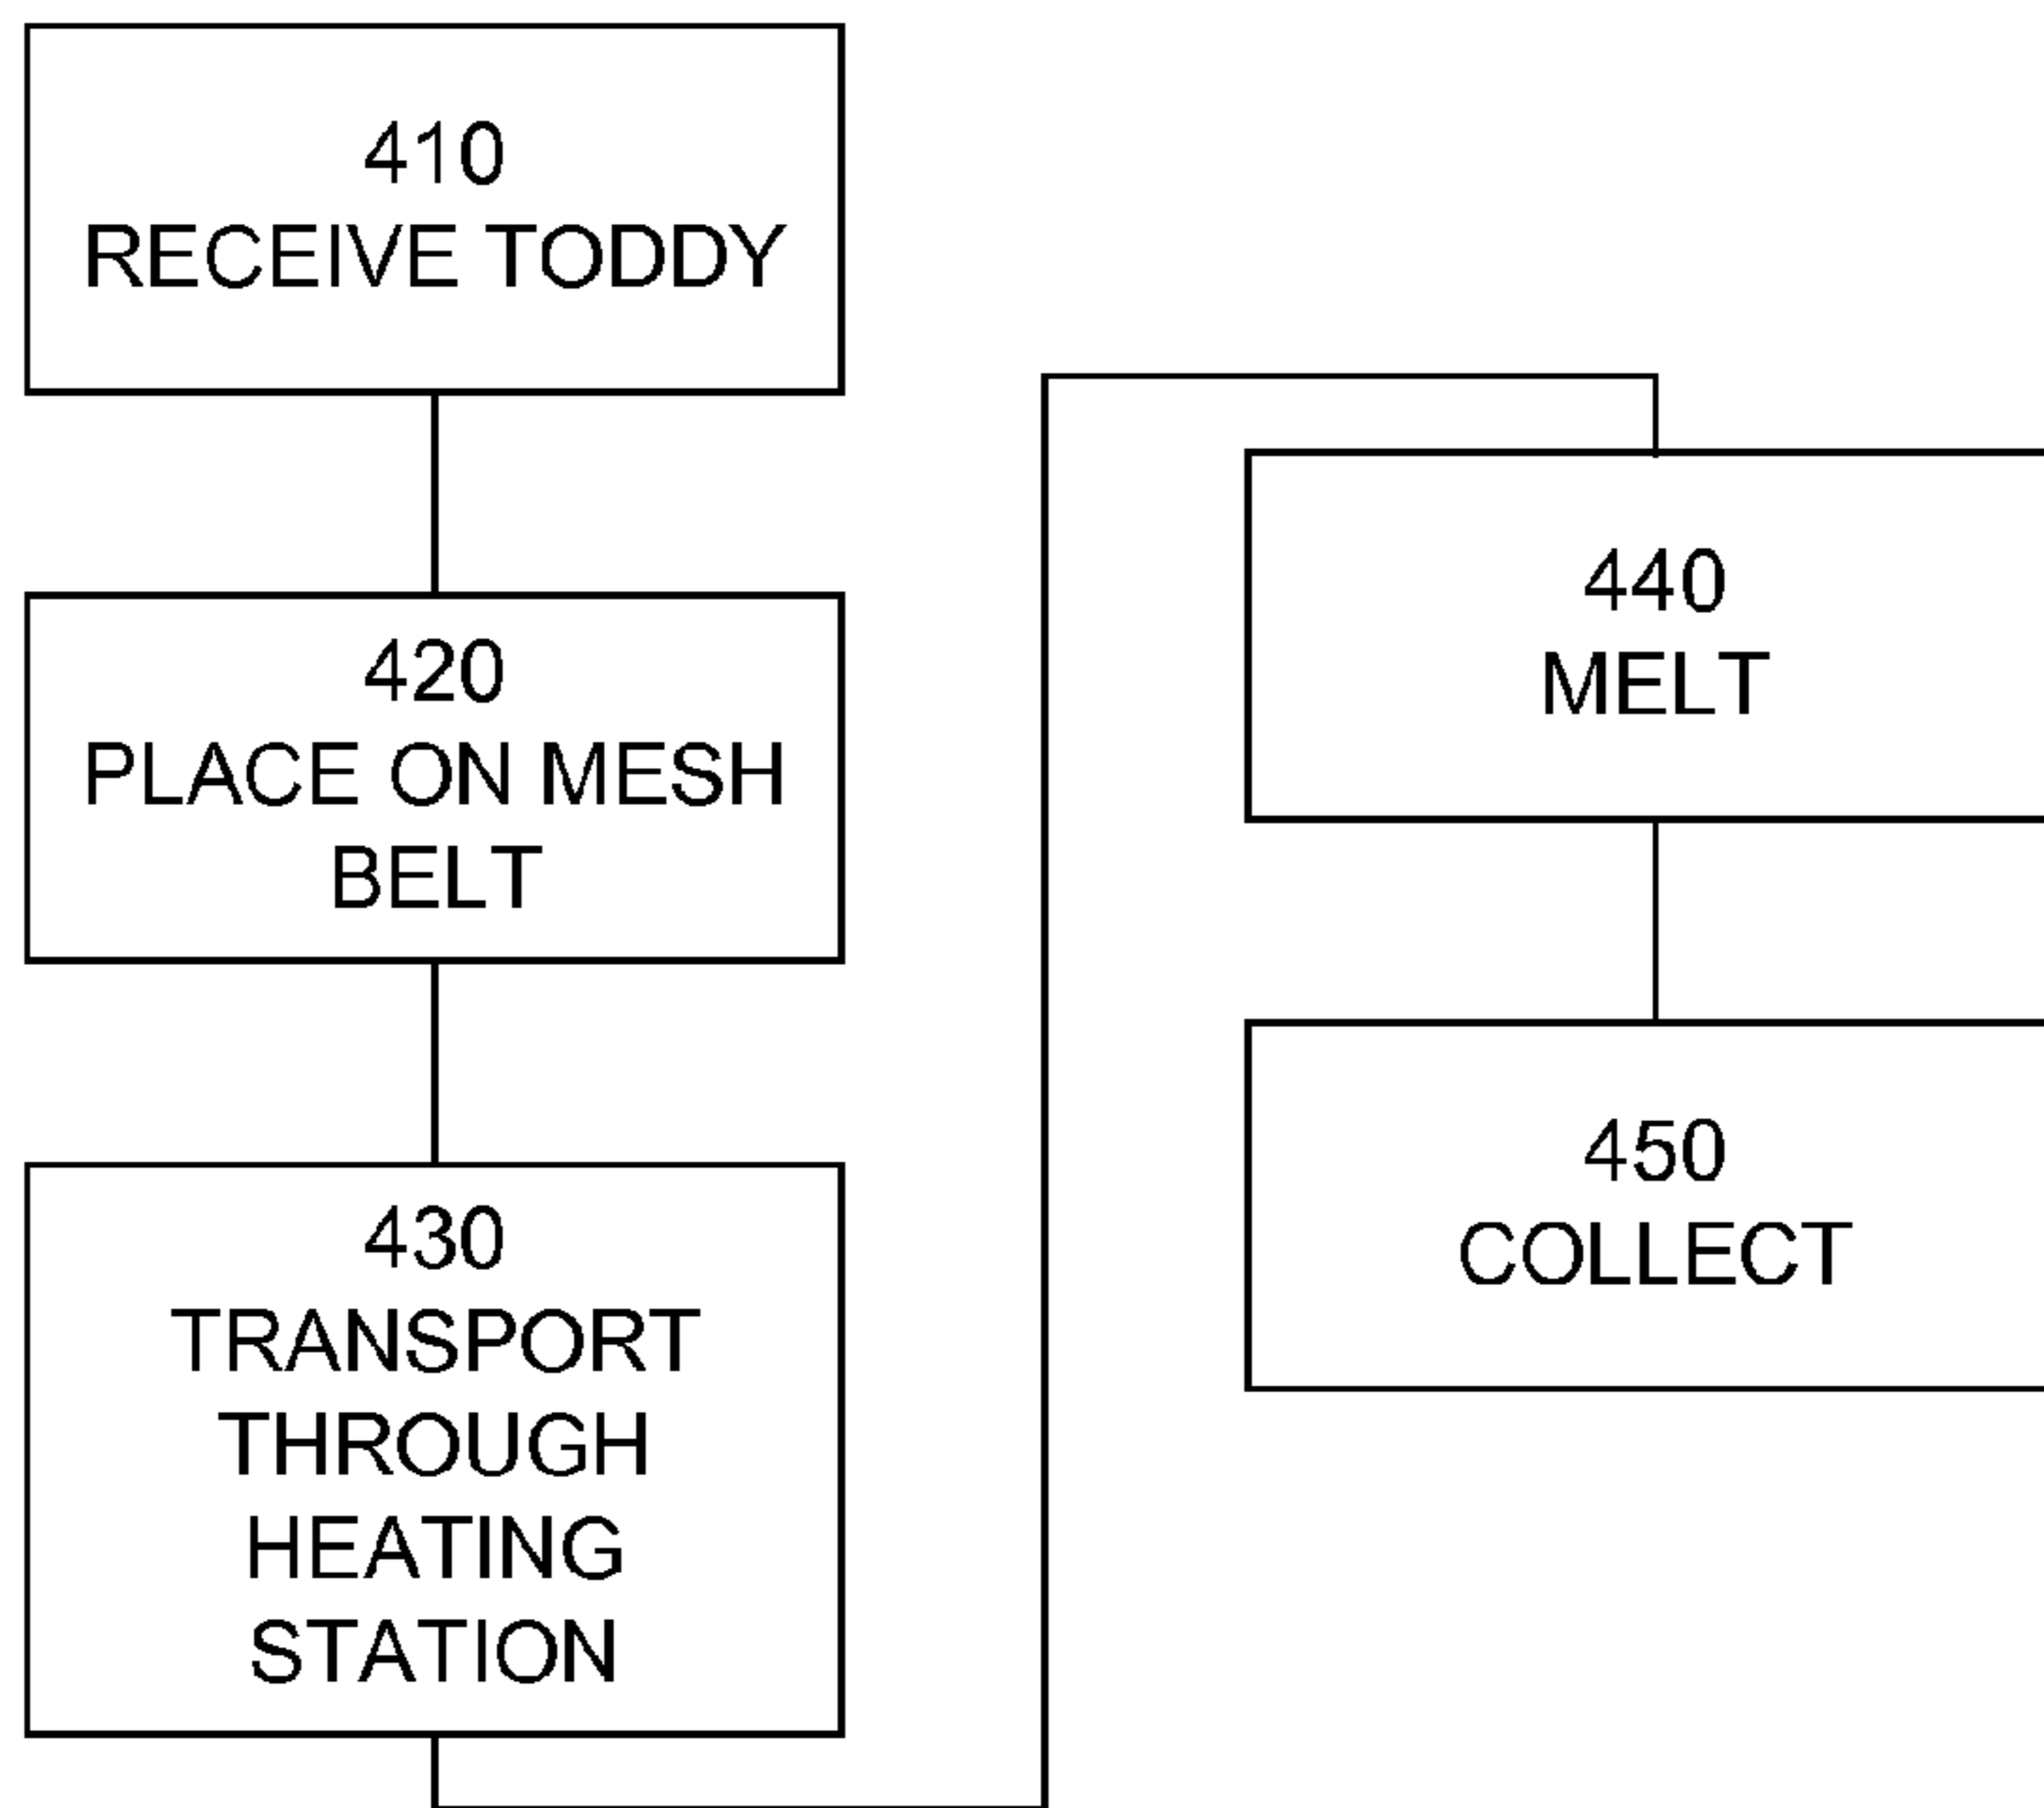 410
RECEIVE TODDY
420
PLACE ON MESH
BELT
430
TRANSPORT
THROUGH
HEATING
STATION
440
MELT
450
COLLECT